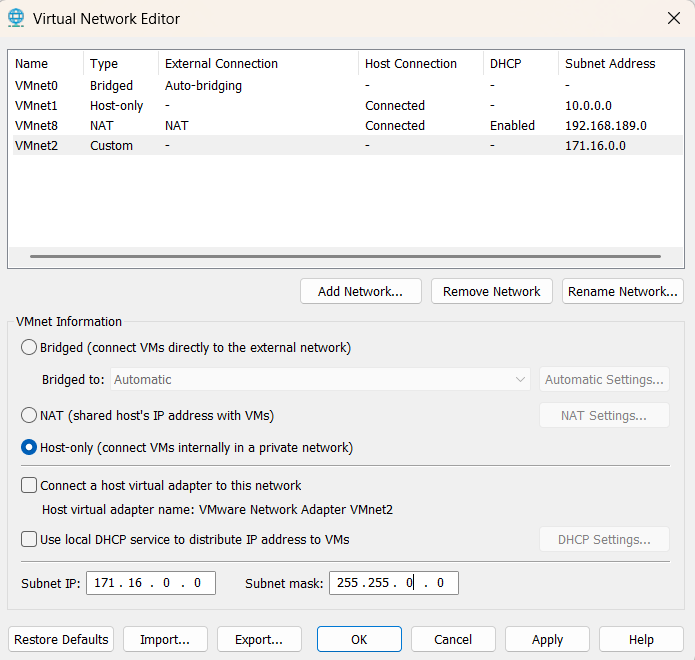 Virtual Network Editor
Name Type External Connection Host Connection DHCP Subnet Address
VMnet0 Bridged Auto-bridging - - -
VMnet1 Host-only - Connected - 10.0.0.0
VMnet8 NAT NAT Connected Enabled 192.168.189.0
VMnet2 Custom - - - 171.16.0.0
Add Network... Remove Network Rename Network...
VMnet Information
Bridged (connect VMs directly to the external network)
Bridged to: Automatic Automatic Settings...
NAT (shared host's IP address with VMs) NAT Settings...
Host-only (connect VMs internally in a private network)
Connect a host virtual adapter to this network
Host virtual adapter name: VMware Network Adapter VMnet2
Use local DHCP service to distribute IP address to VMs DHCP Settings...
Subnet IP: 171 . 16 . 0 . 0 Subnet mask: 255 . 255 . 0 . 0
Restore Defaults Import... Export... OK Cancel Apply Help